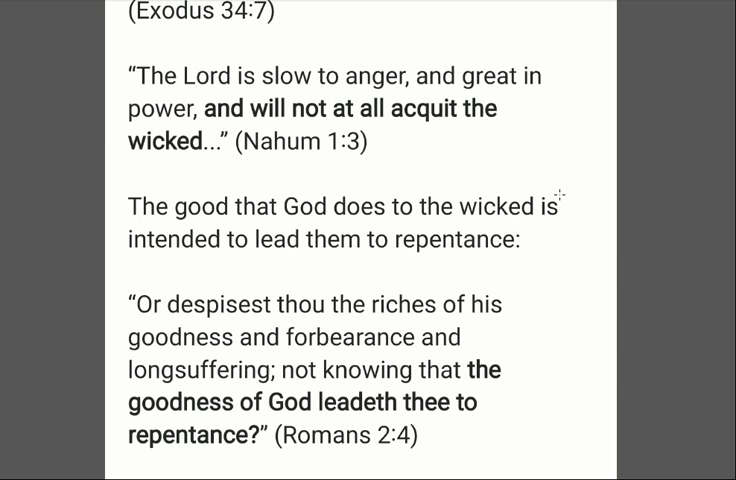 (Exodus 34:7)
“The Lord is slow to anger, and great in
power, and will not at all acquit the
wicked...” (Nahum 1:3)
The good that God does to the wicked is
intended to lead them to repentance:
“Or despisest thou the riches of his
goodness and forbearance and
longsuffering; not knowing that the
goodness of God leadeth thee to
repentance?” (Romans 2:4)